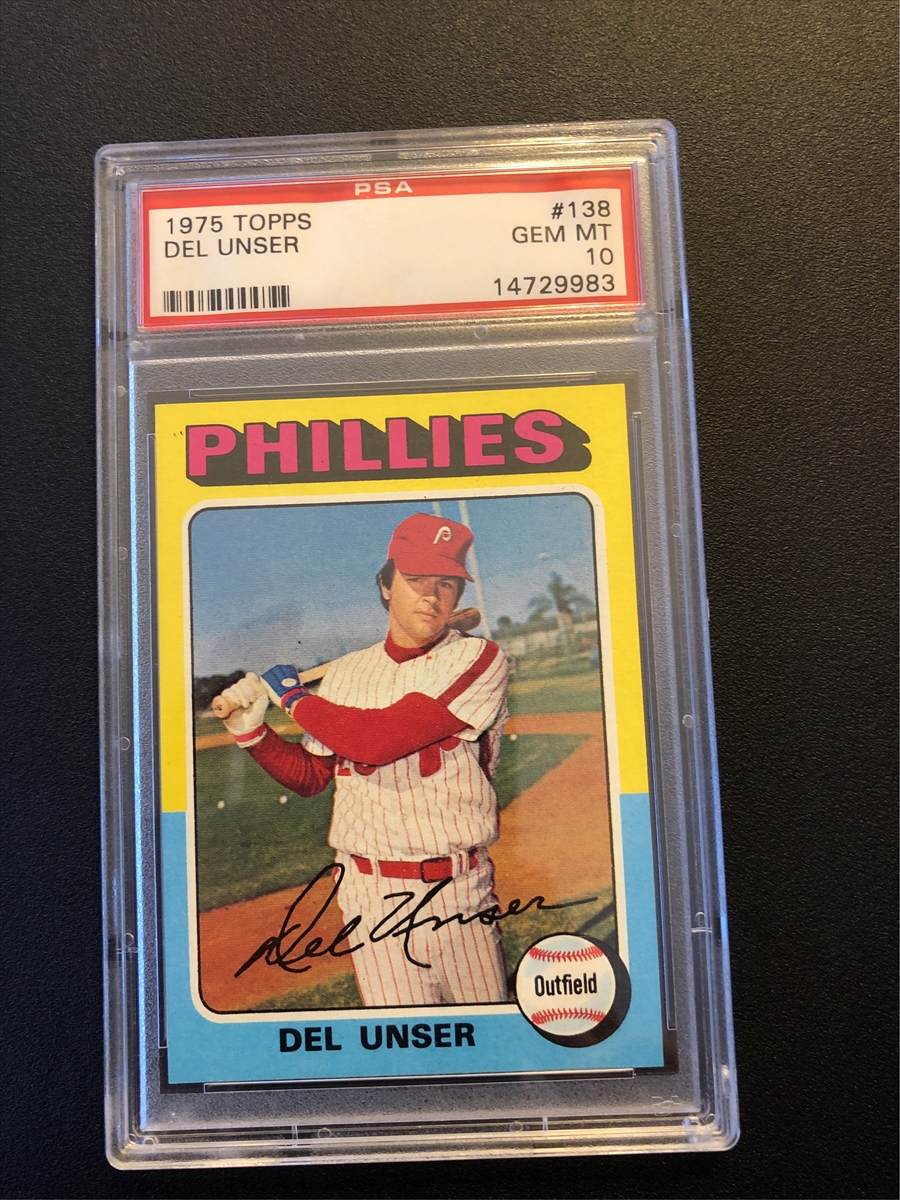 PSA
1975 TOPPS #138
DEL UNSER GEM MT
10
14729983
PHILLIES
P
Del Unser
Outfield
DEL UNSER